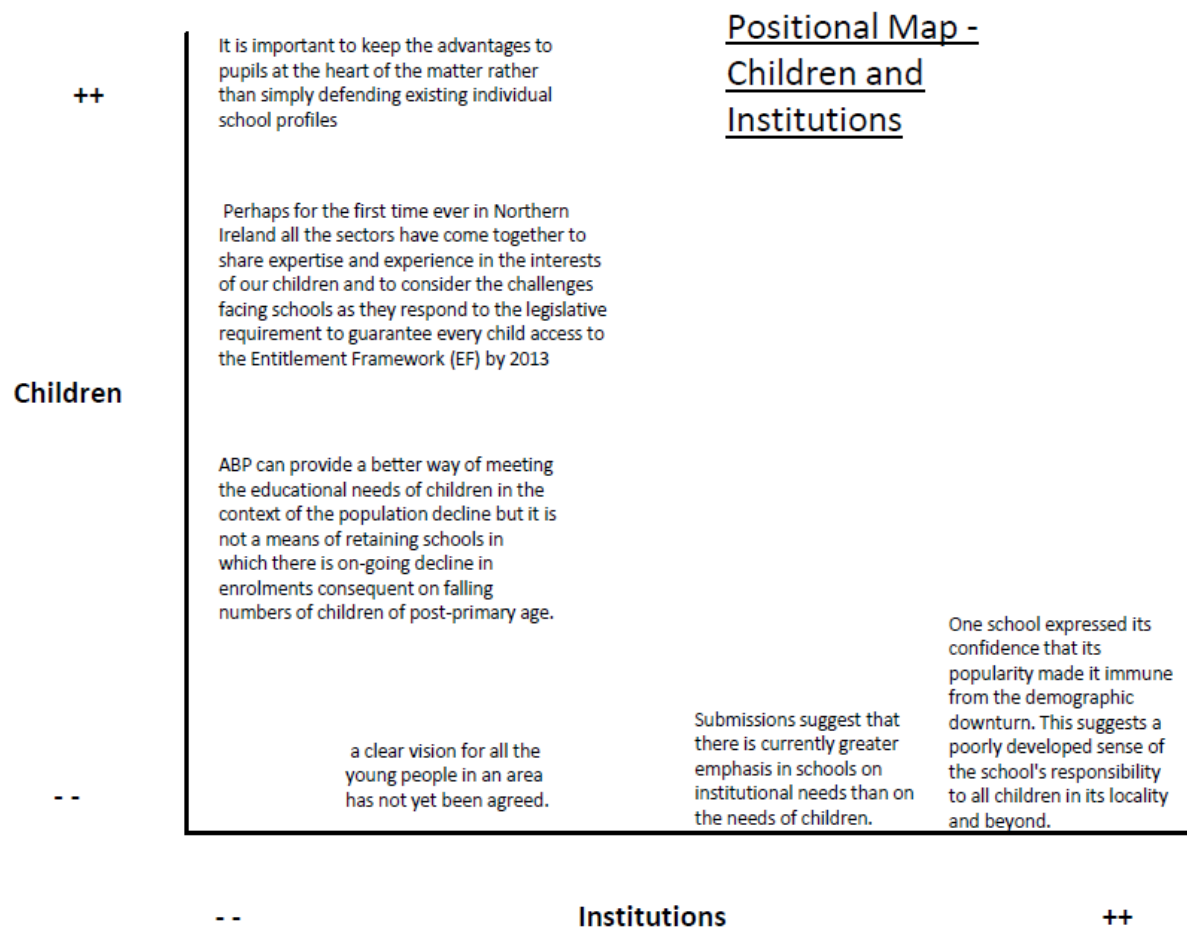 Positional Map -
Children and
Institutions
++
It is important to keep the advantages to
pupils at the heart of the matter rather
than simply defending existing individual
school profiles
Perhaps for the first time ever in Northern
Ireland all the sectors have come together to
share expertise and experience in the interests
of our children and to consider the challenges
facing schools as they respond to the legislative
requirement to guarantee every child access to
the Entitlement Framework (EF) by 2013
Children
ABP can provide a better way of meeting
the educational needs of children in the
context of the population decline but it is
not a means of retaining schools in
which there is on-going decline in
enrolments consequent on falling
numbers of children of post-primary age.
a clear vision for all the
young people in an area
has not yet been agreed.
Submissions suggest that
there is currently greater
emphasis in schools on
institutional needs than on
the needs of children.
One school expressed its
confidence that its
popularity made it immune
from the demographic
downturn. This suggests a
poorly developed sense of
the school's responsibility
to all children in its locality
and beyond.
- -
- -
Institutions
++